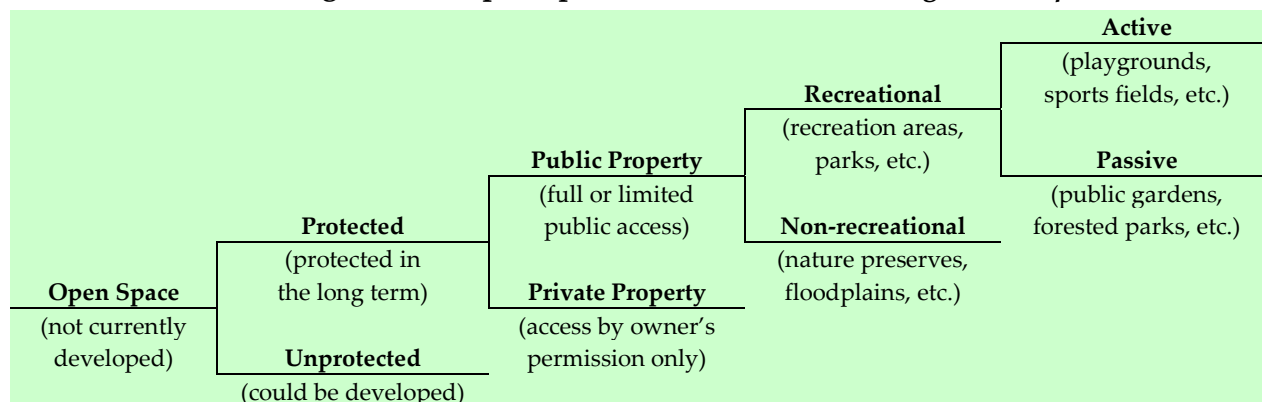 Open Space
(not currently
developed)
Protected
(protected in
the long term)
Unprotected
(could be developed)
Public Property
(full or limited
public access)
Private Property
(access by owner's
permission only)
Recreational
(recreation areas,
parks, etc.)
Non-recreational
(nature preserves,
floodplains, etc.)
Active
(playgrounds,
sports fields, etc.)
Passive
(public gardens,
forested parks, etc.)